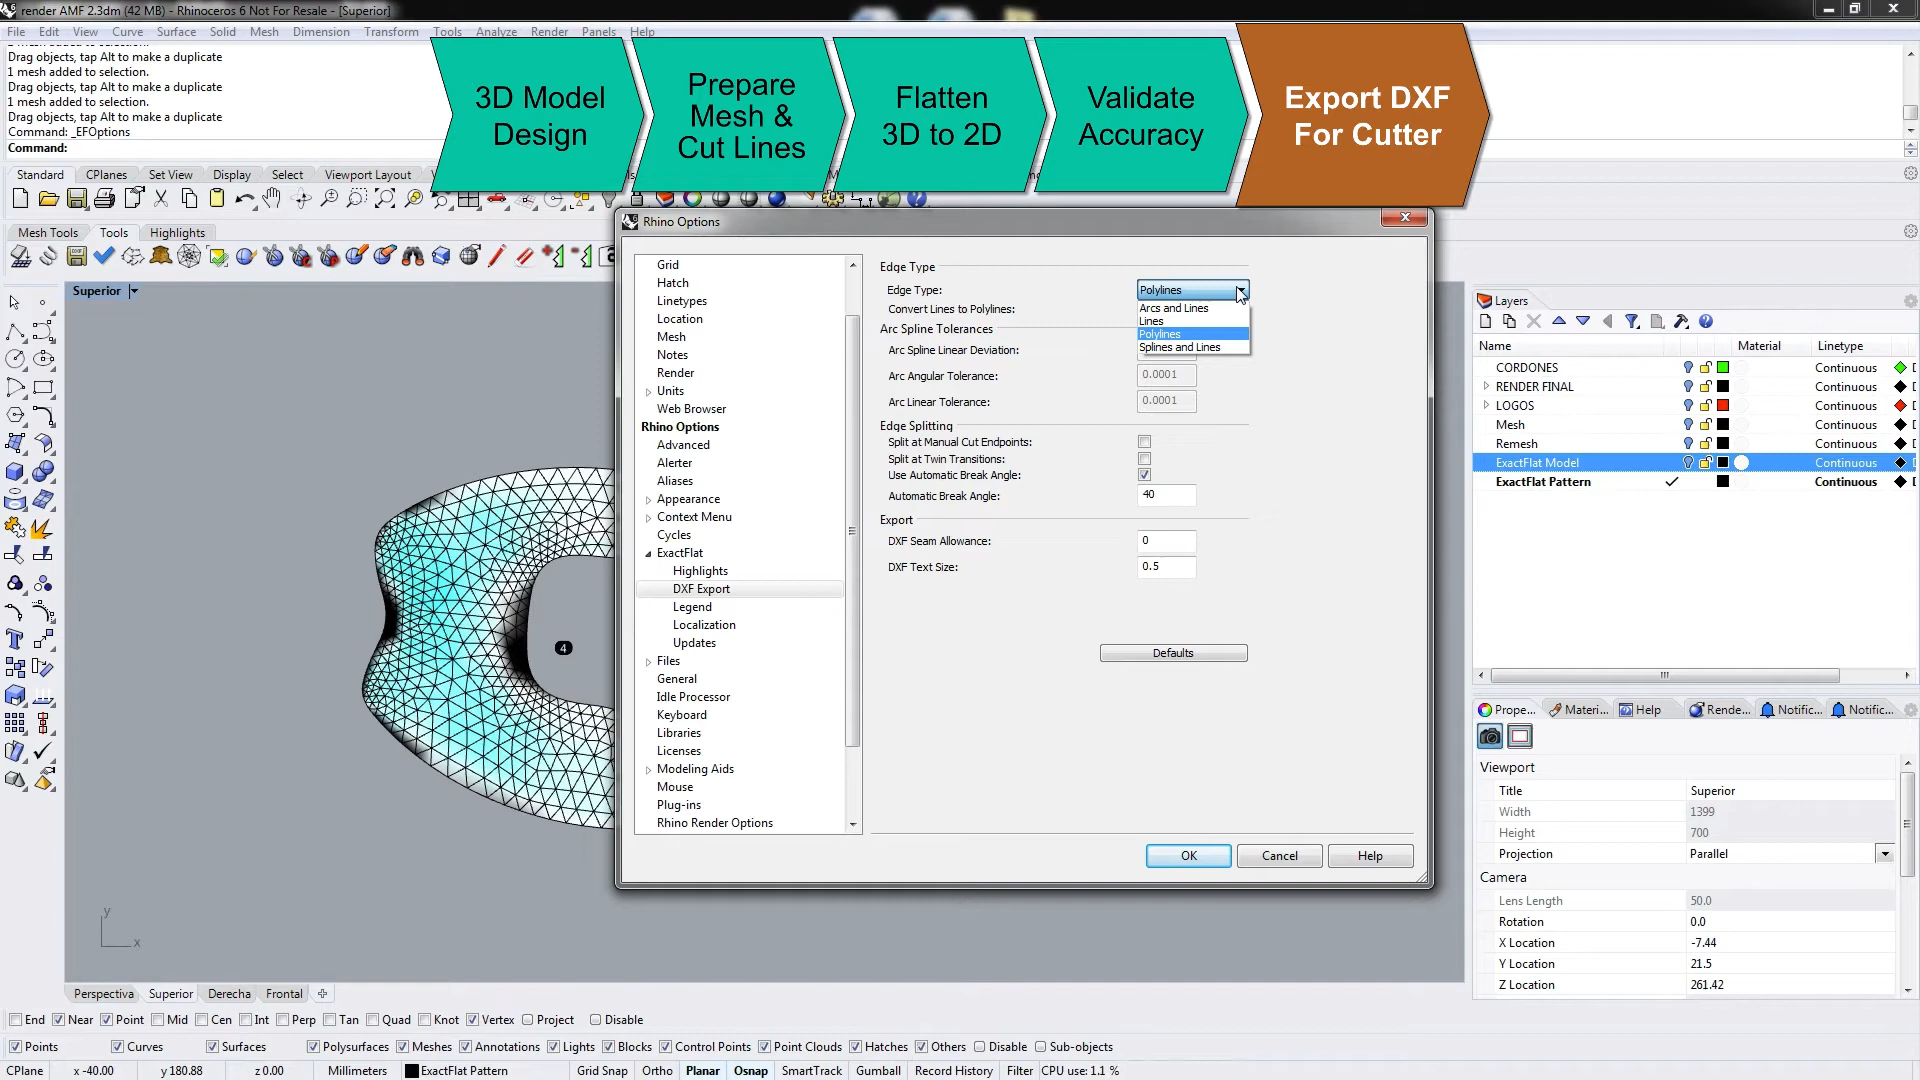 render AMF 2.3dm (42 MB) - Rhinoceros 6 Not For Resale - [Superior]
File Edit View Curve Surface Solid Mesh Dimension Transform Tools Analyze Render Panels Help
Drag objects, tap Alt to make a duplicate
1 mesh added to selection.
Drag objects, tap Alt to make a duplicate
1 mesh added to selection.
Drag objects, tap Alt to make a duplicate
Command: _EFOptions
Command:
3D Model
Design
Prepare
Mesh &
Cut Lines
Flatten
3D to 2D
Validate
Accuracy
Export DXF
For Cutter
Standard CPlanes Set View Display Select Viewport Layout
Mesh Tools Tools Highlights
Superior
4
y
x
Rhino Options
Grid
Hatch
Linetypes
Location
Mesh
Notes
Render
Units
Web Browser
Rhino Options
Advanced
Alerter
Aliases
Appearance
Context Menu
Cycles
ExactFlat
Highlights
DXF Export
Legend
Localization
Updates
Files
General
Idle Processor
Keyboard
Libraries
Licenses
Modeling Aids
Mouse
Plug-ins
Rhino Render Options
Edge Type
Edge Type: Polylines
Arcs and Lines
Lines
Polylines
Splines and Lines
Convert Lines to Polylines:
Arc Spline Tolerances
Arc Spline Linear Deviation:
Arc Angular Tolerance: 0.0001
Arc Linear Tolerance: 0.0001
Edge Splitting
Split at Manual Cut Endpoints:
Split at Twin Transitions:
Use Automatic Break Angle:
Automatic Break Angle: 40
Export
DXF Seam Allowance: 0
DXF Text Size: 0.5
Defaults
OK Cancel Help
Layers
Name Material Linetype
CORDONES Continuous
RENDER FINAL Continuous
LOGOS Continuous
Mesh Continuous
Remesh Continuous
ExactFlat Model Continuous
ExactFlat Pattern Continuous
Prope... Materi... Help Rende... Notific... Notific...
Viewport
Title Superior
Width 1399
Height 700
Projection Parallel
Camera
Lens Length 50.0
Rotation 0.0
X Location -7.44
Y Location 21.5
Z Location 261.42
Perspectiva Superior Derecha Frontal
End Near Point Mid Cen Int Perp Tan Quad Knot Vertex Project Disable
Points Curves Surfaces Polysurfaces Meshes Annotations Lights Blocks Control Points Point Clouds Hatches Others Disable Sub-objects
CPlane x -40.00 y 180.88 z 0.00 Millimeters ExactFlat Pattern Grid Snap Ortho Planar Osnap SmartTrack Gumball Record History Filter CPU use: 1.1 %